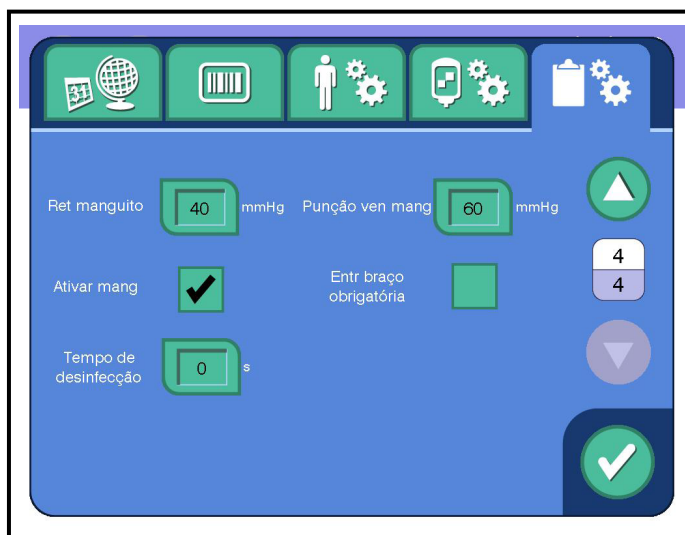 31
Ret manguito
40
mmHg
Punção ven mang
60
mmHg
4
4
Ativar mang
Entr braço
obrigatória
Tempo de
desinfecção
0
s